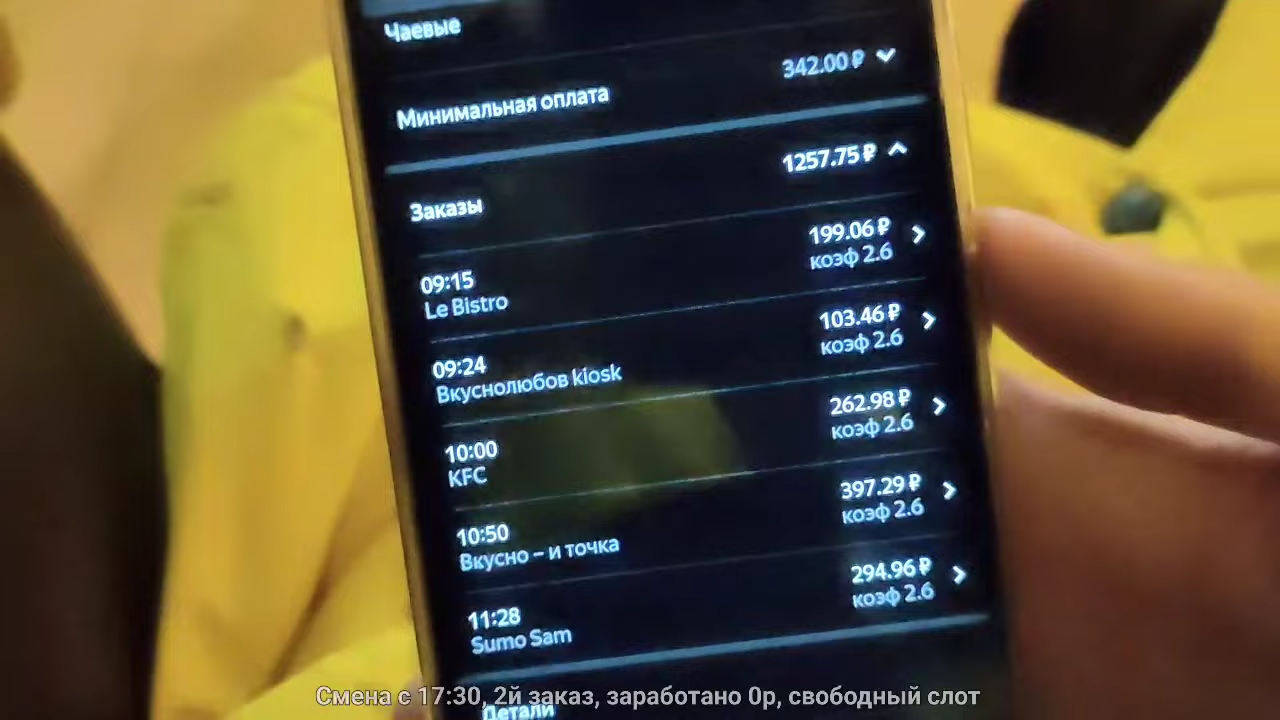 Чаевые
342.00 ₽
Минимальная оплата
1257.75 ₽
Заказы
199.06 ₽
коэф 2.6
09:15
Le Bistro
103.46 ₽
коэф 2.6
09:24
Вкуснолюбов kiosk
262.98 ₽
коэф 2.6
10:00
KFC
397.29 ₽
коэф 2.6
10:50
Вкусно – и точка
294.96 ₽
коэф 2.6
11:28
Sumo Sam
Смена с 17:30, 2й заказ, заработано 0р, свободный слот
Детали